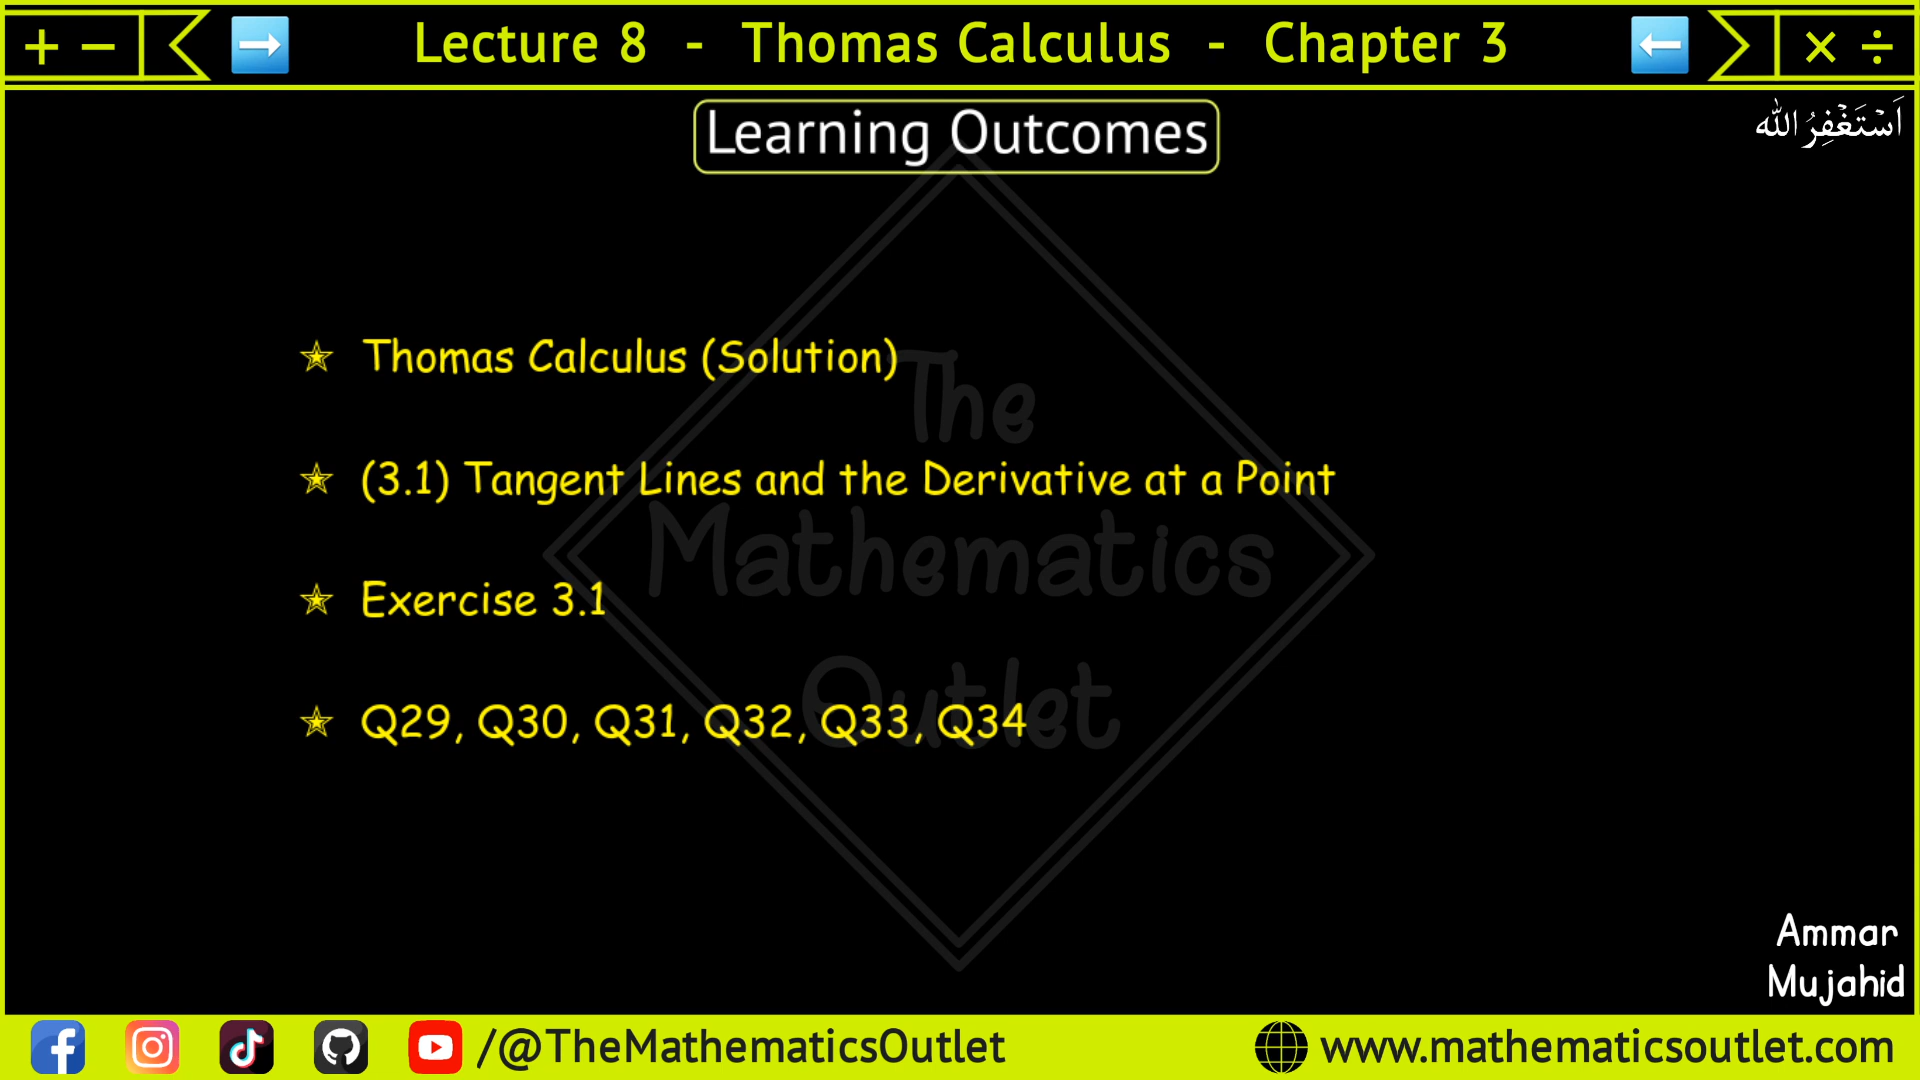 + − Lecture 8 - Thomas Calculus - Chapter 3 × ÷
Learning Outcomes
اَسْتَغْفِرُ اللّٰه
Thomas Calculus (Solution)
(3.1) Tangent Lines and the Derivative at a Point
Exercise 3.1
Q29, Q30, Q31, Q32, Q33, Q34
The
Mathematics
Outlet
Ammar
Mujahid
/@TheMathematicsOutlet www.mathematicsoutlet.com